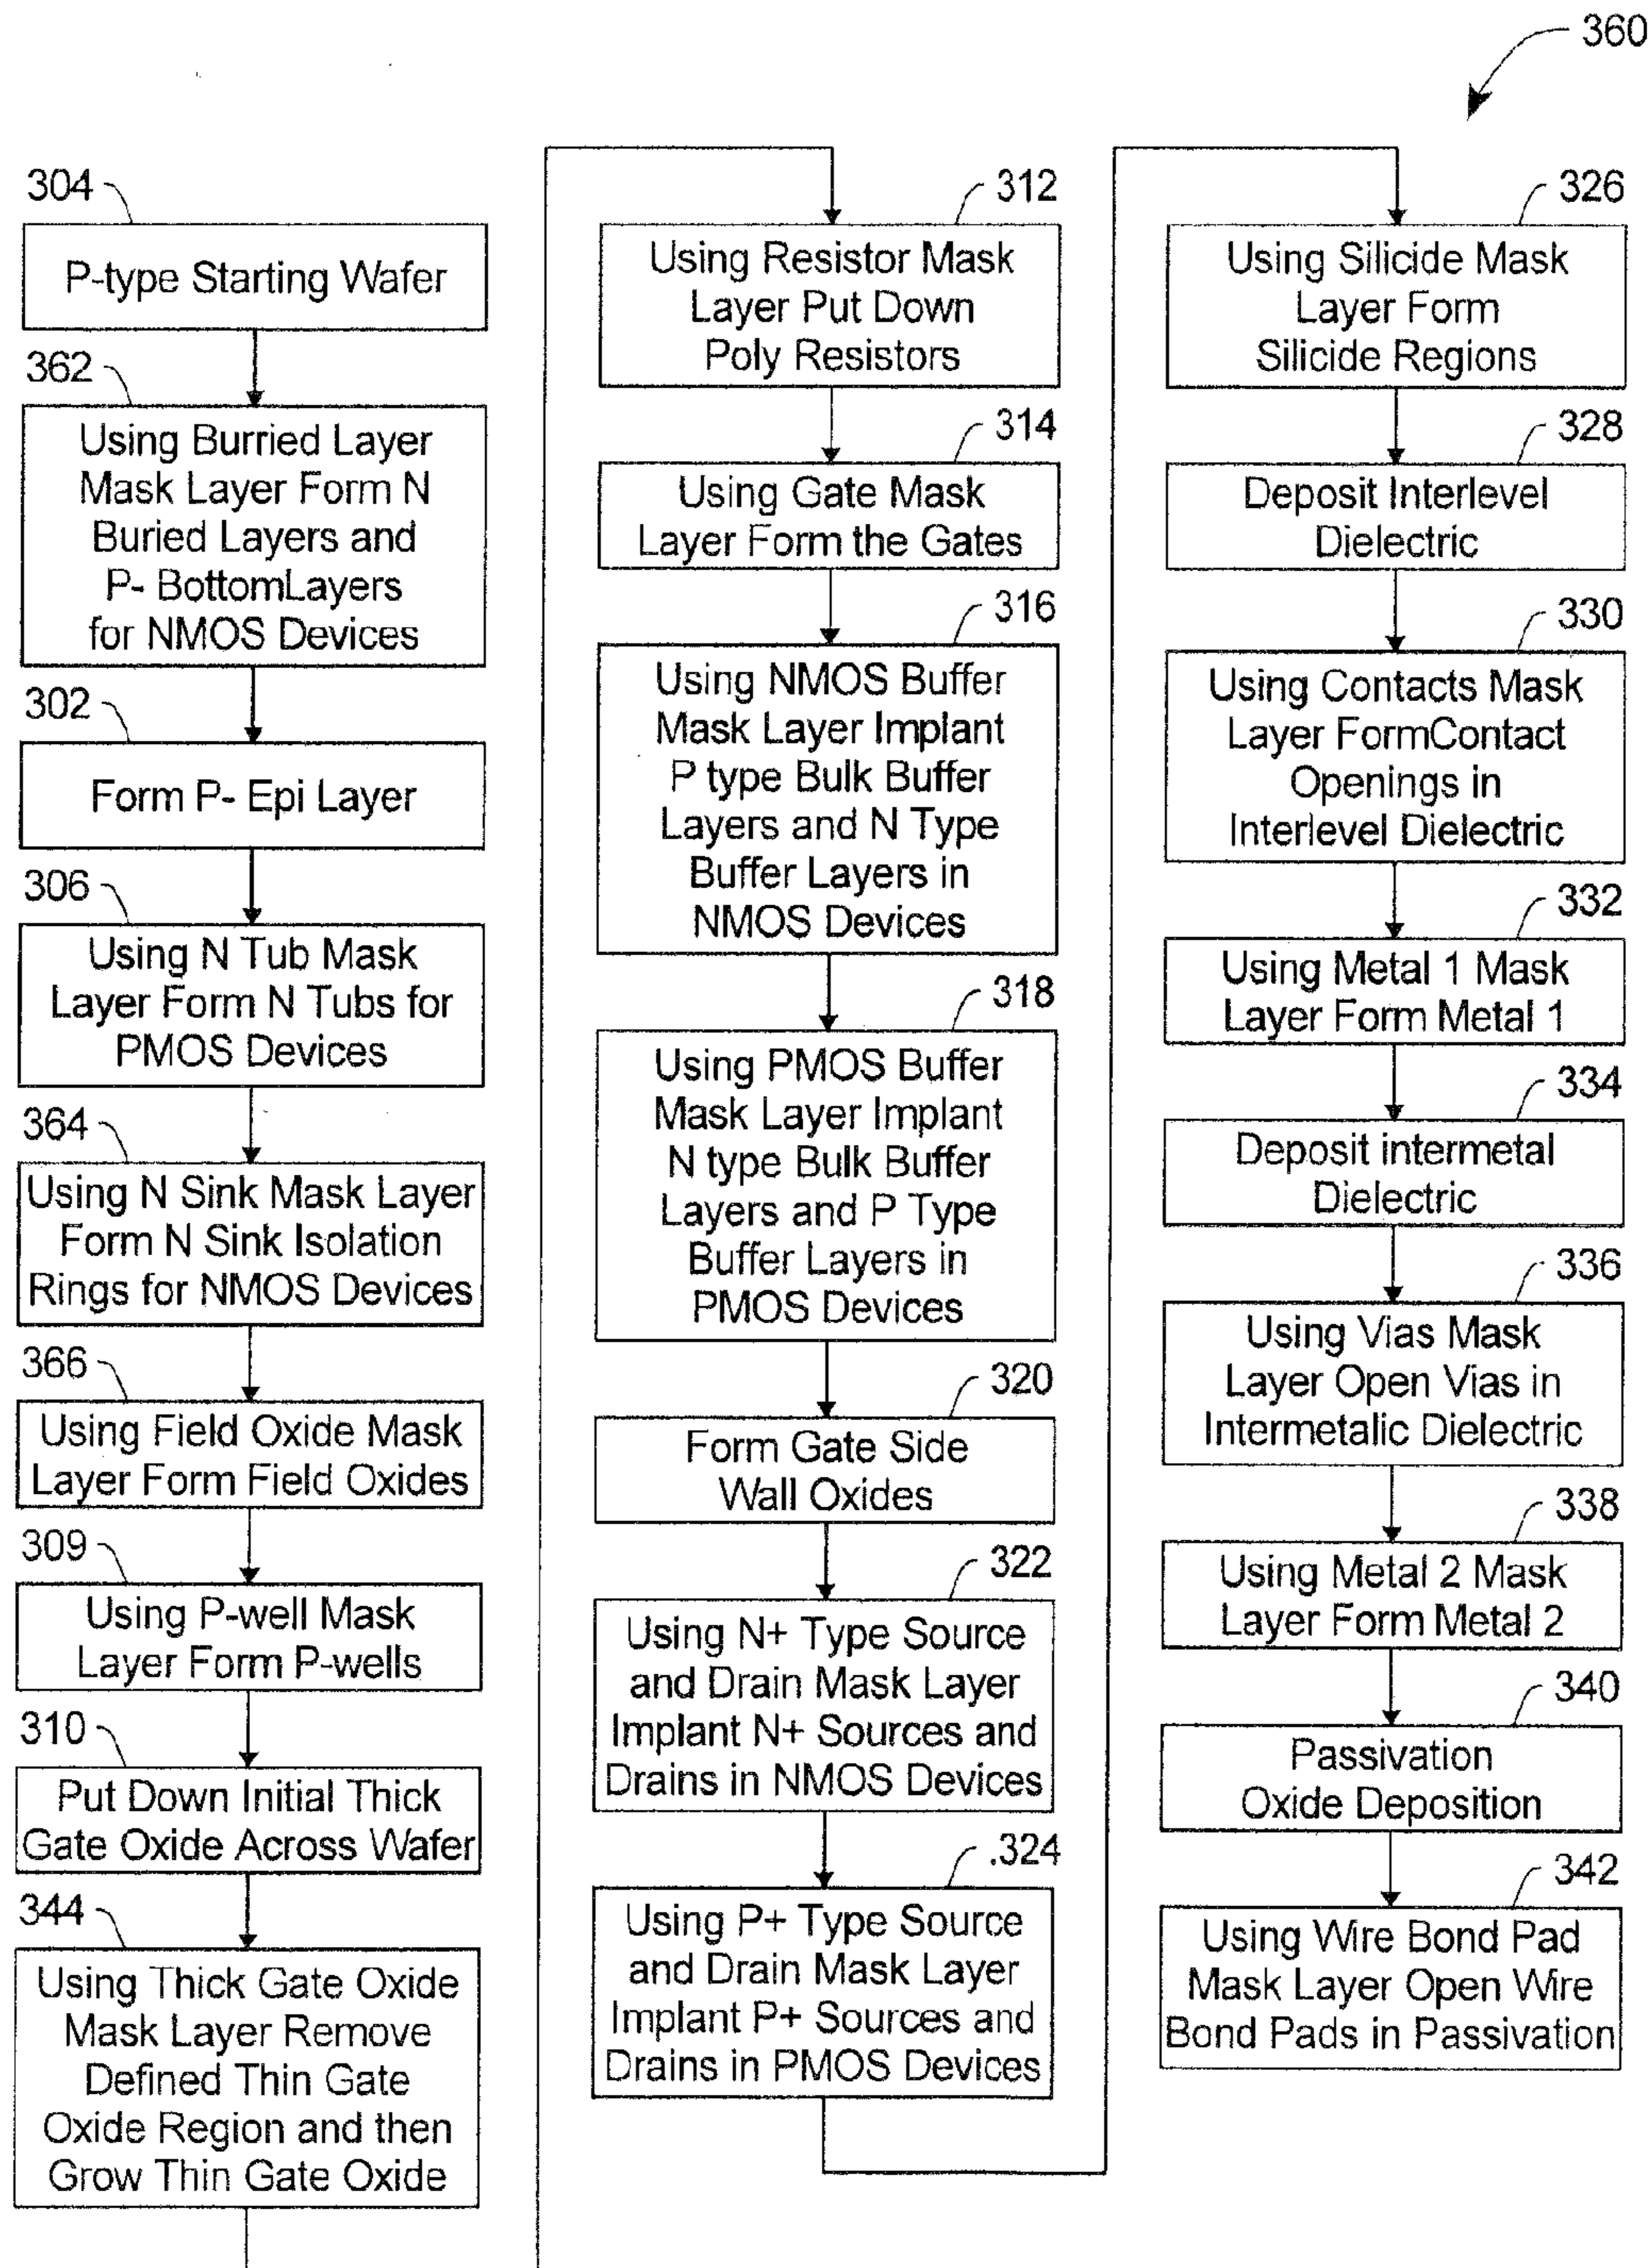 360
304
P-type Starting Wafer
362
Using Burried Layer
Mask Layer Form N
Buried Layers and
P- BottomLayers
for NMOS Devices
302
Form P- Epi Layer
306
Using N Tub Mask
Layer Form N Tubs for
PMOS Devices
364
Using N Sink Mask Layer
Form N Sink Isolation
Rings for NMOS Devices
366
Using Field Oxide Mask
Layer Form Field Oxides
309
Using P-well Mask
Layer Form P-wells
310
Put Down Initial Thick
Gate Oxide Across Wafer
344
Using Thick Gate Oxide
Mask Layer Remove
Defined Thin Gate
Oxide Region and then
Grow Thin Gate Oxide
312
Using Resistor Mask
Layer Put Down
Poly Resistors
314
Using Gate Mask
Layer Form the Gates
316
Using NMOS Buffer
Mask Layer Implant
P type Bulk Buffer
Layers and N Type
Buffer Layers in
NMOS Devices
318
Using PMOS Buffer
Mask Layer Implant
N type Bulk Buffer
Layers and P Type
Buffer Layers in
PMOS Devices
320
Form Gate Side
Wall Oxides
322
Using N+ Type Source
and Drain Mask Layer
Implant N+ Sources and
Drains in NMOS Devices
.324
Using P+ Type Source
and Drain Mask Layer
Implant P+ Sources and
Drains in PMOS Devices
326
Using Silicide Mask
Layer Form
Silicide Regions
328
Deposit Interlevel
Dielectric
330
Using Contacts Mask
Layer FormContact
Openings in
Interlevel Dielectric
332
Using Metal 1 Mask
Layer Form Metal 1
334
Deposit intermetal
Dielectric
336
Using Vias Mask
Layer Open Vias in
Intermetalic Dielectric
338
Using Metal 2 Mask
Layer Form Metal 2
340
Passivation
Oxide Deposition
342
Using Wire Bond Pad
Mask Layer Open Wire
Bond Pads in Passivation